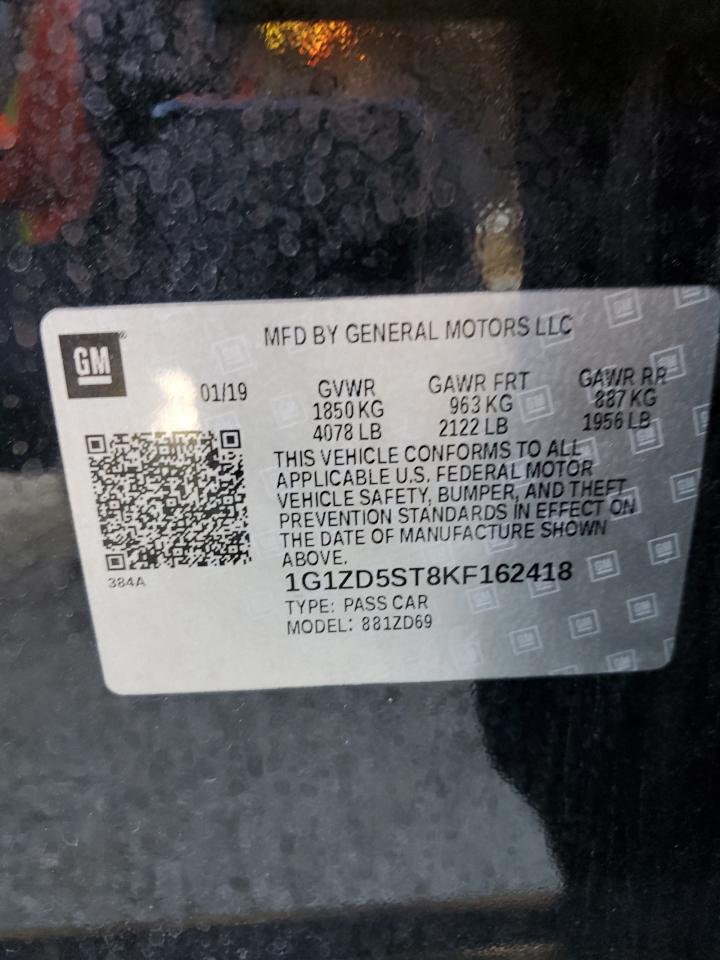 GM
MFD BY GENERAL MOTORS LLC
01/19
GVWR GAWR FRT GAWR RR
1850 KG 963 KG 887 KG
4078 LB 2122 LB 1956 LB
THIS VEHICLE CONFORMS TO ALL
APPLICABLE U.S. FEDERAL MOTOR
VEHICLE SAFETY, BUMPER, AND THEFT
PREVENTION STANDARDS IN EFFECT ON
THE DATE OF MANUFACTURE SHOWN
ABOVE.
384A
1G1ZD5ST8KF162418
TYPE: PASS CAR
MODEL: 881ZD69